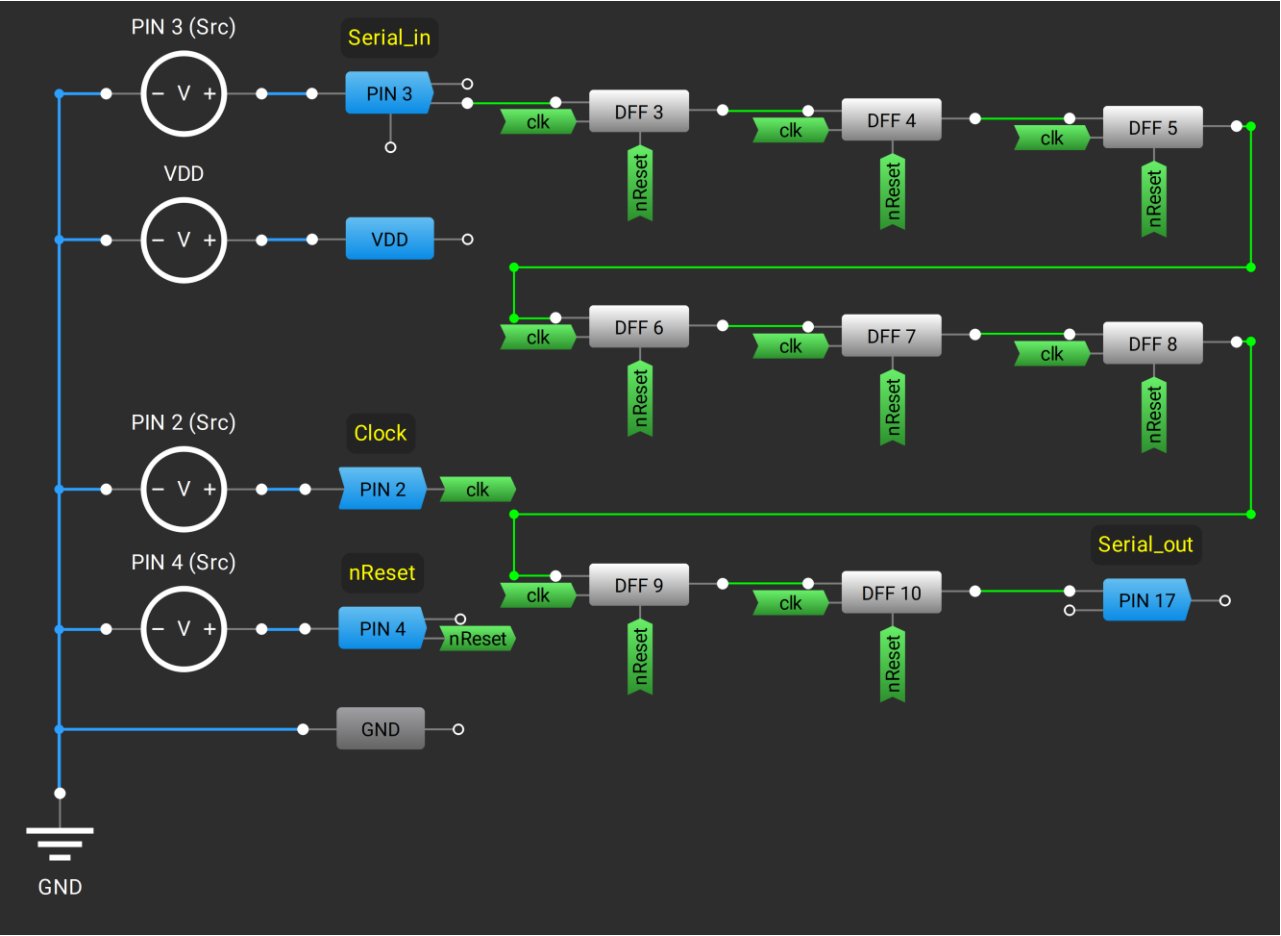 PIN 3 (Src)
Serial_in
− V +
PIN 3
clk
DFF 3
nReset
clk
DFF 4
nReset
clk
DFF 5
nReset
VDD
− V +
VDD
clk
DFF 6
nReset
clk
DFF 7
nReset
clk
DFF 8
nReset
PIN 2 (Src)
Clock
− V +
PIN 2
clk
PIN 4 (Src)
nReset
− V +
PIN 4
nReset
clk
DFF 9
nReset
clk
DFF 10
nReset
Serial_out
PIN 17
GND
GND